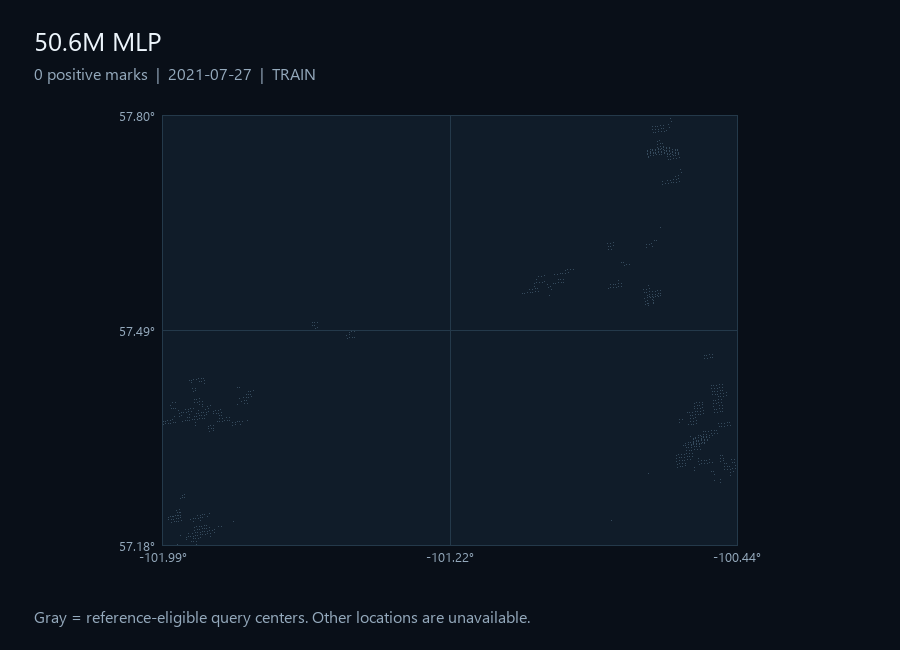 50.6M MLP
0 positive marks | 2021-07-27 | TRAIN
57.80°
57.49°
57.18°
-101.99°
-101.22°
-100.44°
Gray = reference-eligible query centers. Other locations are unavailable.